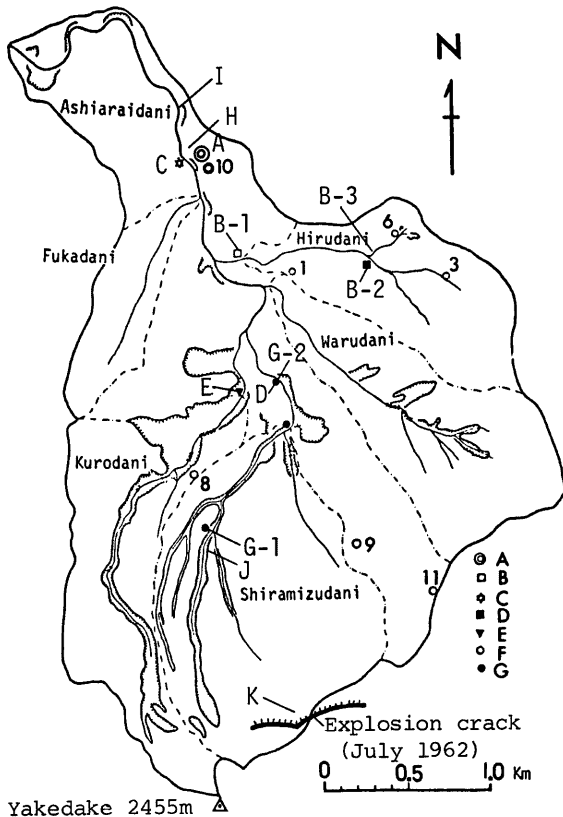 N
I
Ashiaraidani
H
A
C
10
B-3
B-1
6
Hirudani
Fukadani
1
3
B-2
Warudani
G-2
E
D
I
Kurodani
8
G-1
9
J
11
A
B
Shiramizudani
C
D
E
F
G
K
Explosion crack
(July 1962)
0 0.5 1.0 Km
Yakedake 2455m